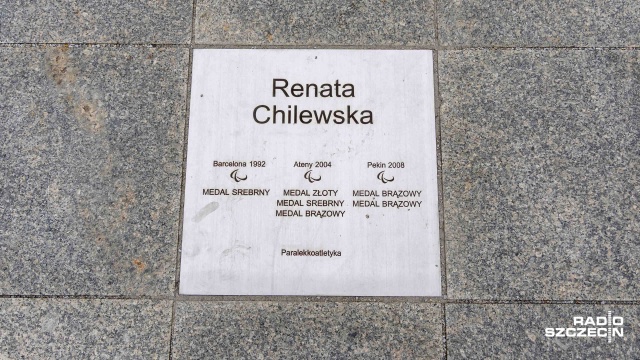 Renata
Chilewska
Barcelona 1992 Ateny 2004 Pekin 2008
MEDAL SREBRNY MEDAL ZŁOTY MEDAL BRĄZOWY
MEDAL SREBRNY MEDAL BRĄZOWY
MEDAL BRĄZOWY
Paralekkoatletyka
RADIO
SZCZECIN